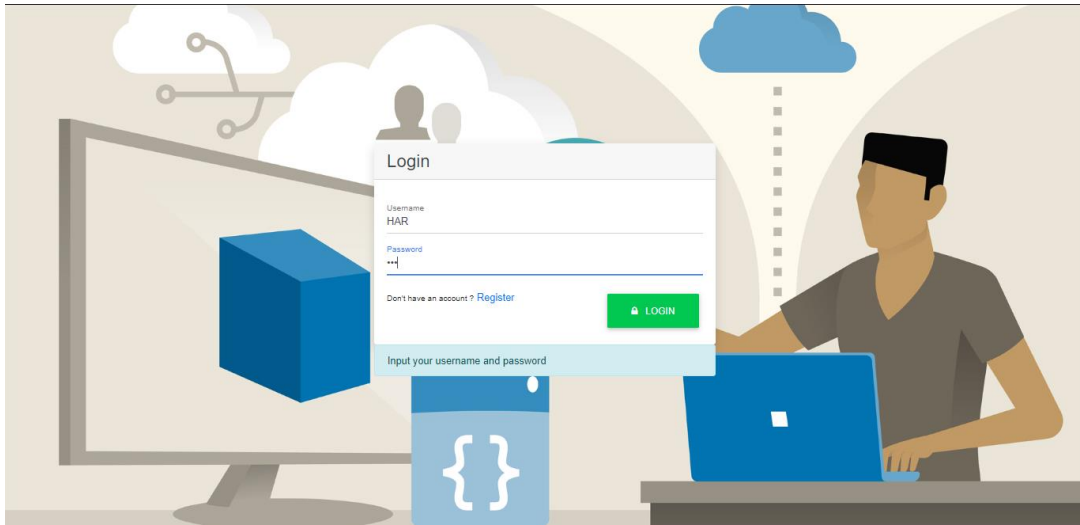 Login
Username
HAR
Password
•••
Don't have an account ? Register
LOGIN
Input your username and password
{ }